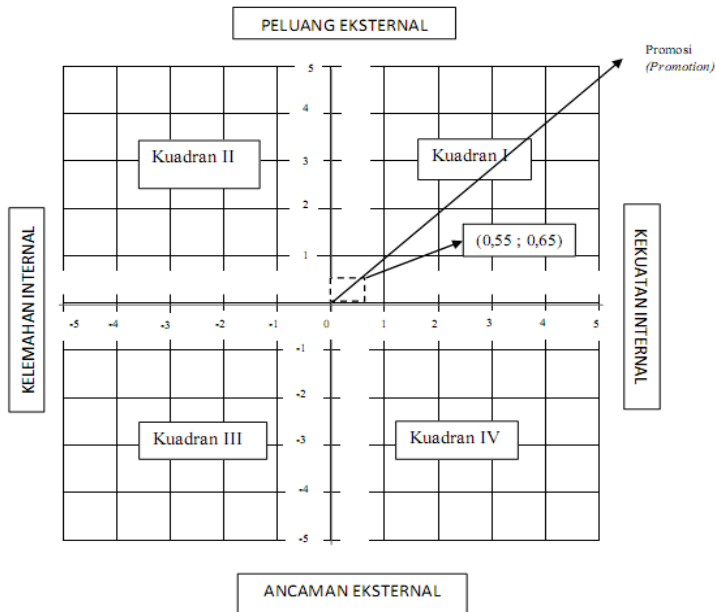 PELUANG EKSTERNAL
Promosi
(Promotion)
5
4
Kuadran II
3
Kuadran I
2
(0,55 ; 0,65)
1
KELEMAHAN INTERNAL
KEKUATAN INTERNAL
-5 -4 -3 -2 -1 0 1 2 3 4 5
-1
-2
Kuadran III
-3
Kuadran IV
-4
-5
ANCAMAN EKSTERNAL